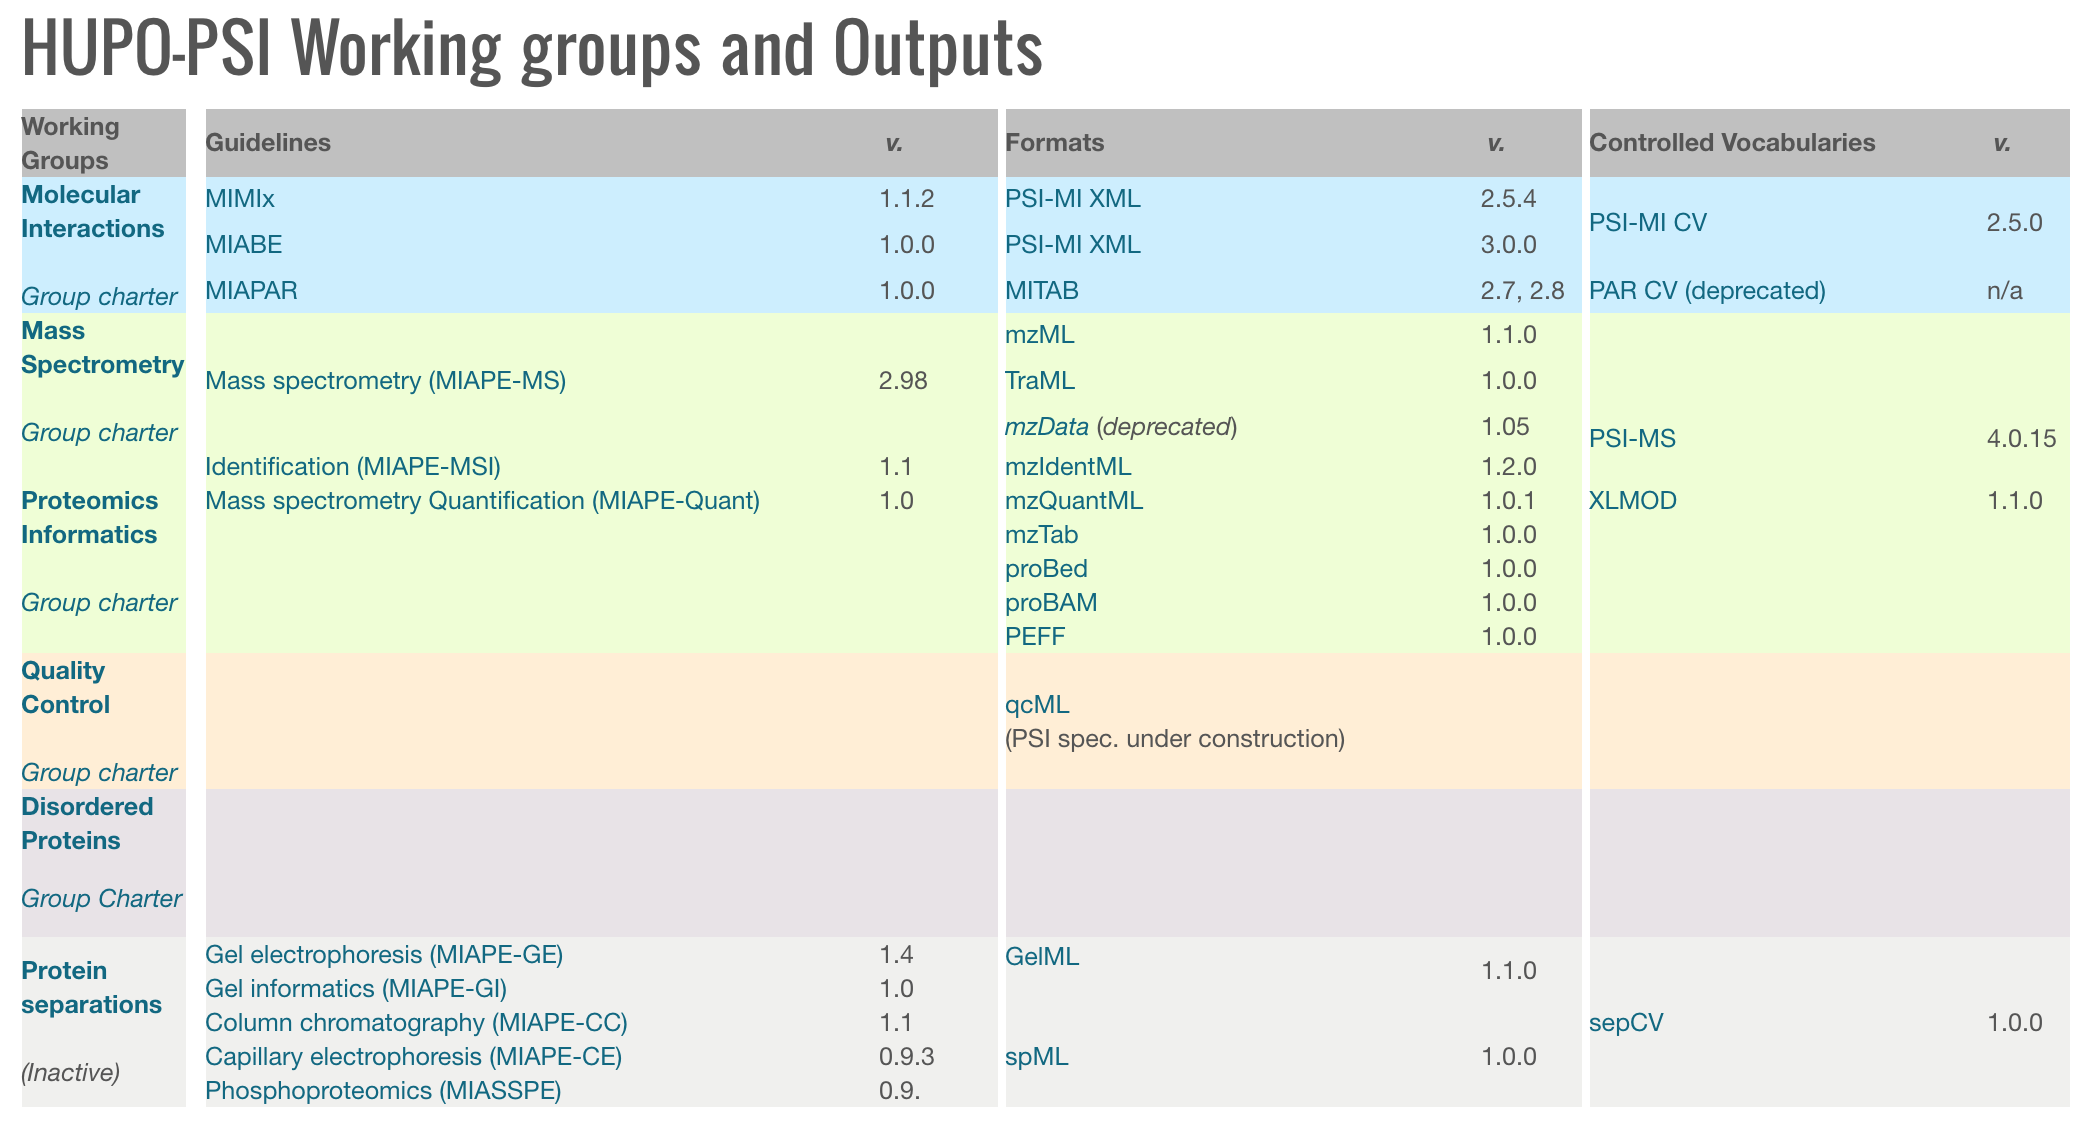 HUPO-PSI Working groups and Outputs
Working Groups Guidelines v. Formats v. Controlled Vocabularies v.
Molecular Interactions
Group charter
MIMIx 1.1.2
MIABE 1.0.0
MIAPAR 1.0.0
PSI-MI XML 2.5.4
PSI-MI XML 3.0.0
MITAB 2.7, 2.8
PSI-MI CV 2.5.0
PAR CV (deprecated) n/a
Mass Spectrometry
Group charter
Mass spectrometry (MIAPE-MS) 2.98
mzML 1.1.0
TraML 1.0.0
mzData (deprecated) 1.05
PSI-MS 4.0.15
Proteomics Informatics
Group charter
Identification (MIAPE-MSI) 1.1
Mass spectrometry Quantification (MIAPE-Quant) 1.0
mzIdentML 1.2.0
mzQuantML 1.0.1
mzTab 1.0.0
proBed 1.0.0
proBAM 1.0.0
PEFF 1.0.0
XLMOD 1.1.0
Quality Control
Group charter
qcML
(PSI spec. under construction)
Disordered Proteins
Group Charter
Protein separations
(Inactive)
Gel electrophoresis (MIAPE-GE) 1.4
Gel informatics (MIAPE-GI) 1.0
Column chromatography (MIAPE-CC) 1.1
Capillary electrophoresis (MIAPE-CE) 0.9.3
Phosphoproteomics (MIASSPE) 0.9.
GelML 1.1.0
spML 1.0.0
sepCV 1.0.0